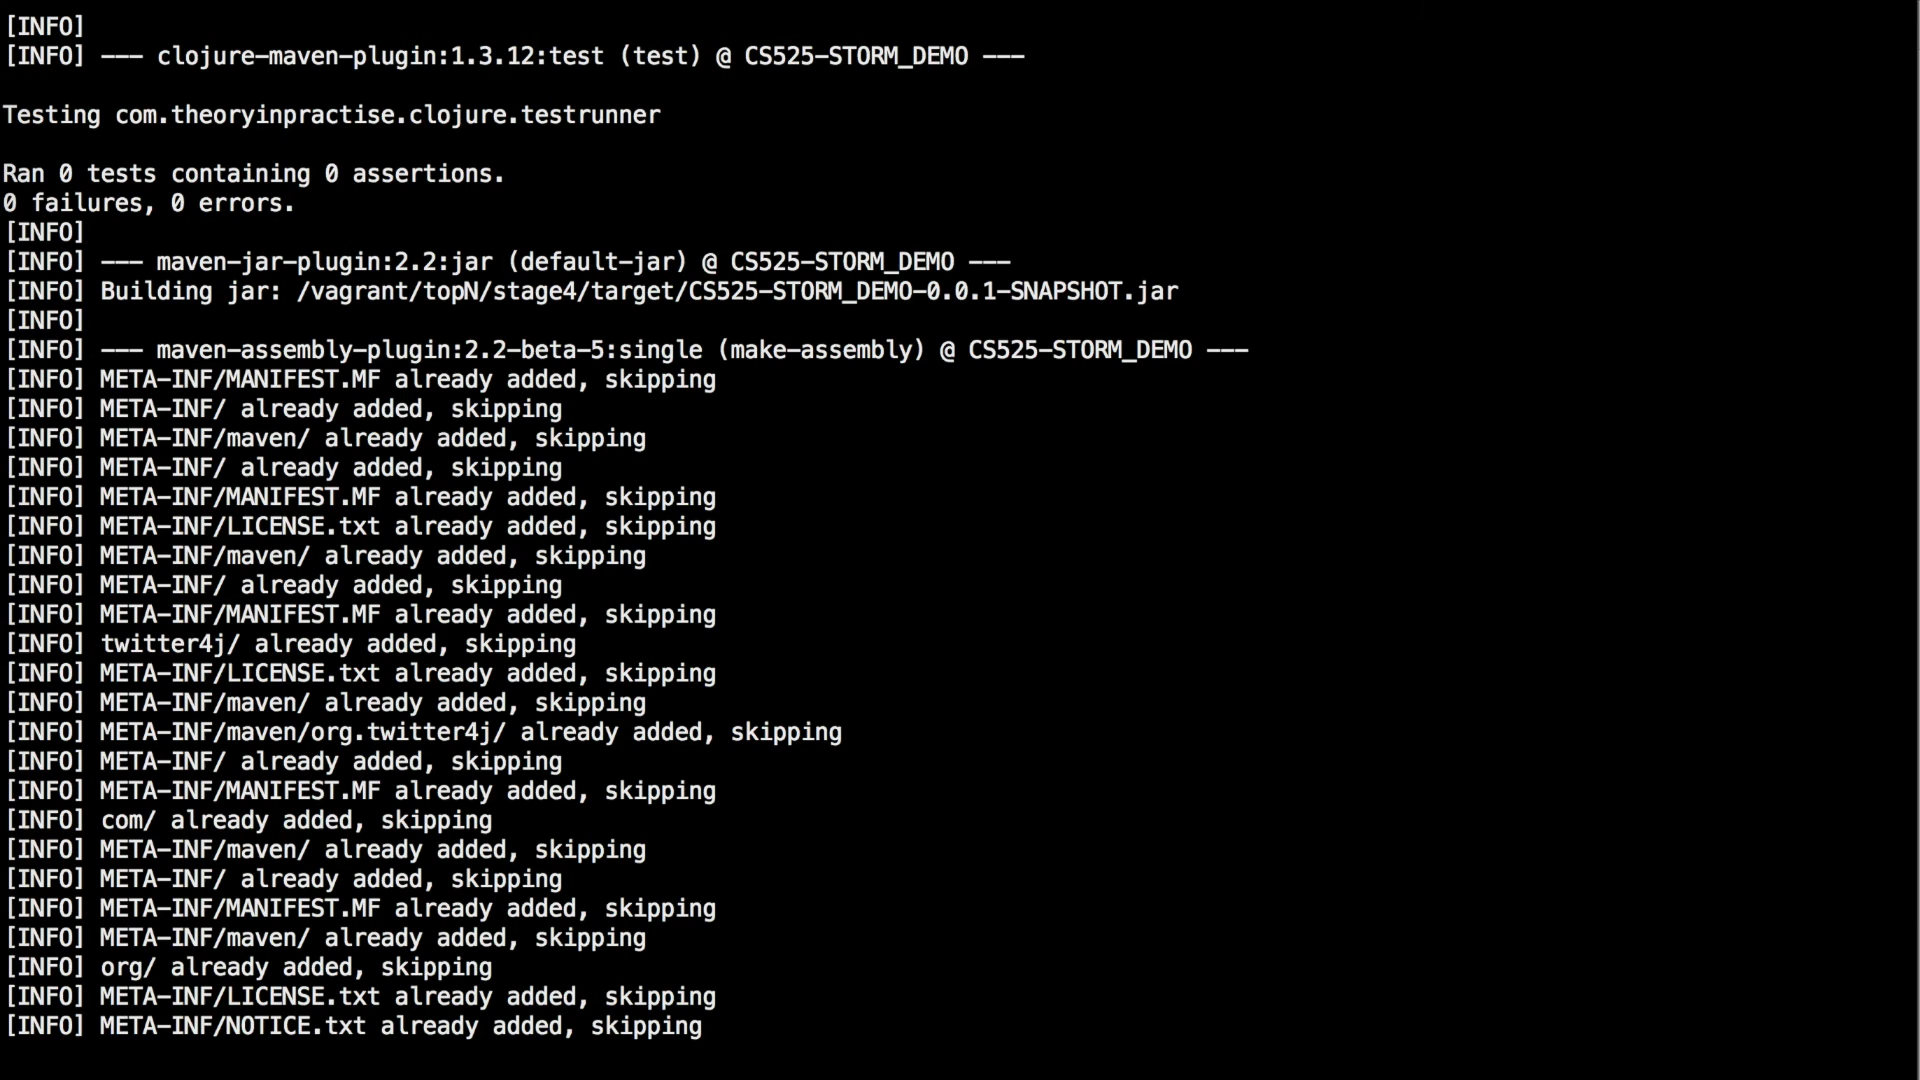 [INFO]
[INFO] --- clojure-maven-plugin:1.3.12:test (test) @ CS525-STORM_DEMO ---
Testing com.theoryinpractise.clojure.testrunner
Ran 0 tests containing 0 assertions.
0 failures, 0 errors.
[INFO]
[INFO] --- maven-jar-plugin:2.2:jar (default-jar) @ CS525-STORM_DEMO ---
[INFO] Building jar: /vagrant/topN/stage4/target/CS525-STORM_DEMO-0.0.1-SNAPSHOT.jar
[INFO]
[INFO] --- maven-assembly-plugin:2.2-beta-5:single (make-assembly) @ CS525-STORM_DEMO ---
[INFO] META-INF/MANIFEST.MF already added, skipping
[INFO] META-INF/ already added, skipping
[INFO] META-INF/maven/ already added, skipping
[INFO] META-INF/ already added, skipping
[INFO] META-INF/MANIFEST.MF already added, skipping
[INFO] META-INF/LICENSE.txt already added, skipping
[INFO] META-INF/maven/ already added, skipping
[INFO] META-INF/ already added, skipping
[INFO] META-INF/MANIFEST.MF already added, skipping
[INFO] twitter4j/ already added, skipping
[INFO] META-INF/LICENSE.txt already added, skipping
[INFO] META-INF/maven/ already added, skipping
[INFO] META-INF/maven/org.twitter4j/ already added, skipping
[INFO] META-INF/ already added, skipping
[INFO] META-INF/MANIFEST.MF already added, skipping
[INFO] com/ already added, skipping
[INFO] META-INF/maven/ already added, skipping
[INFO] META-INF/ already added, skipping
[INFO] META-INF/MANIFEST.MF already added, skipping
[INFO] META-INF/maven/ already added, skipping
[INFO] org/ already added, skipping
[INFO] META-INF/LICENSE.txt already added, skipping
[INFO] META-INF/NOTICE.txt already added, skipping